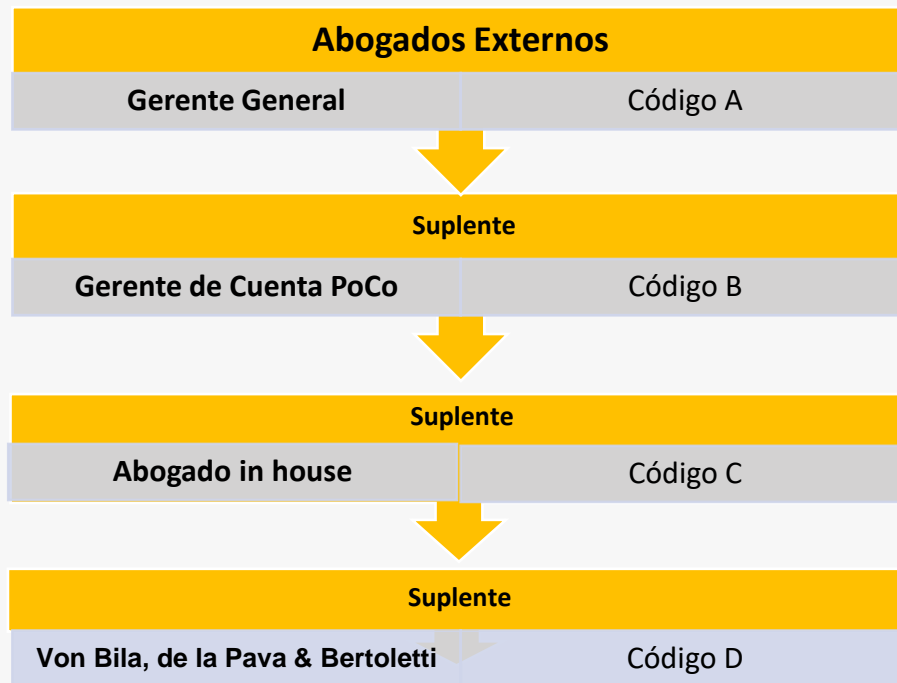 Abogados Externos
Gerente General Código A
Suplente
Gerente de Cuenta PoCo Código B
Suplente
Abogado in house Código C
Suplente
Von Bila, de la Pava & Bertoletti Código D